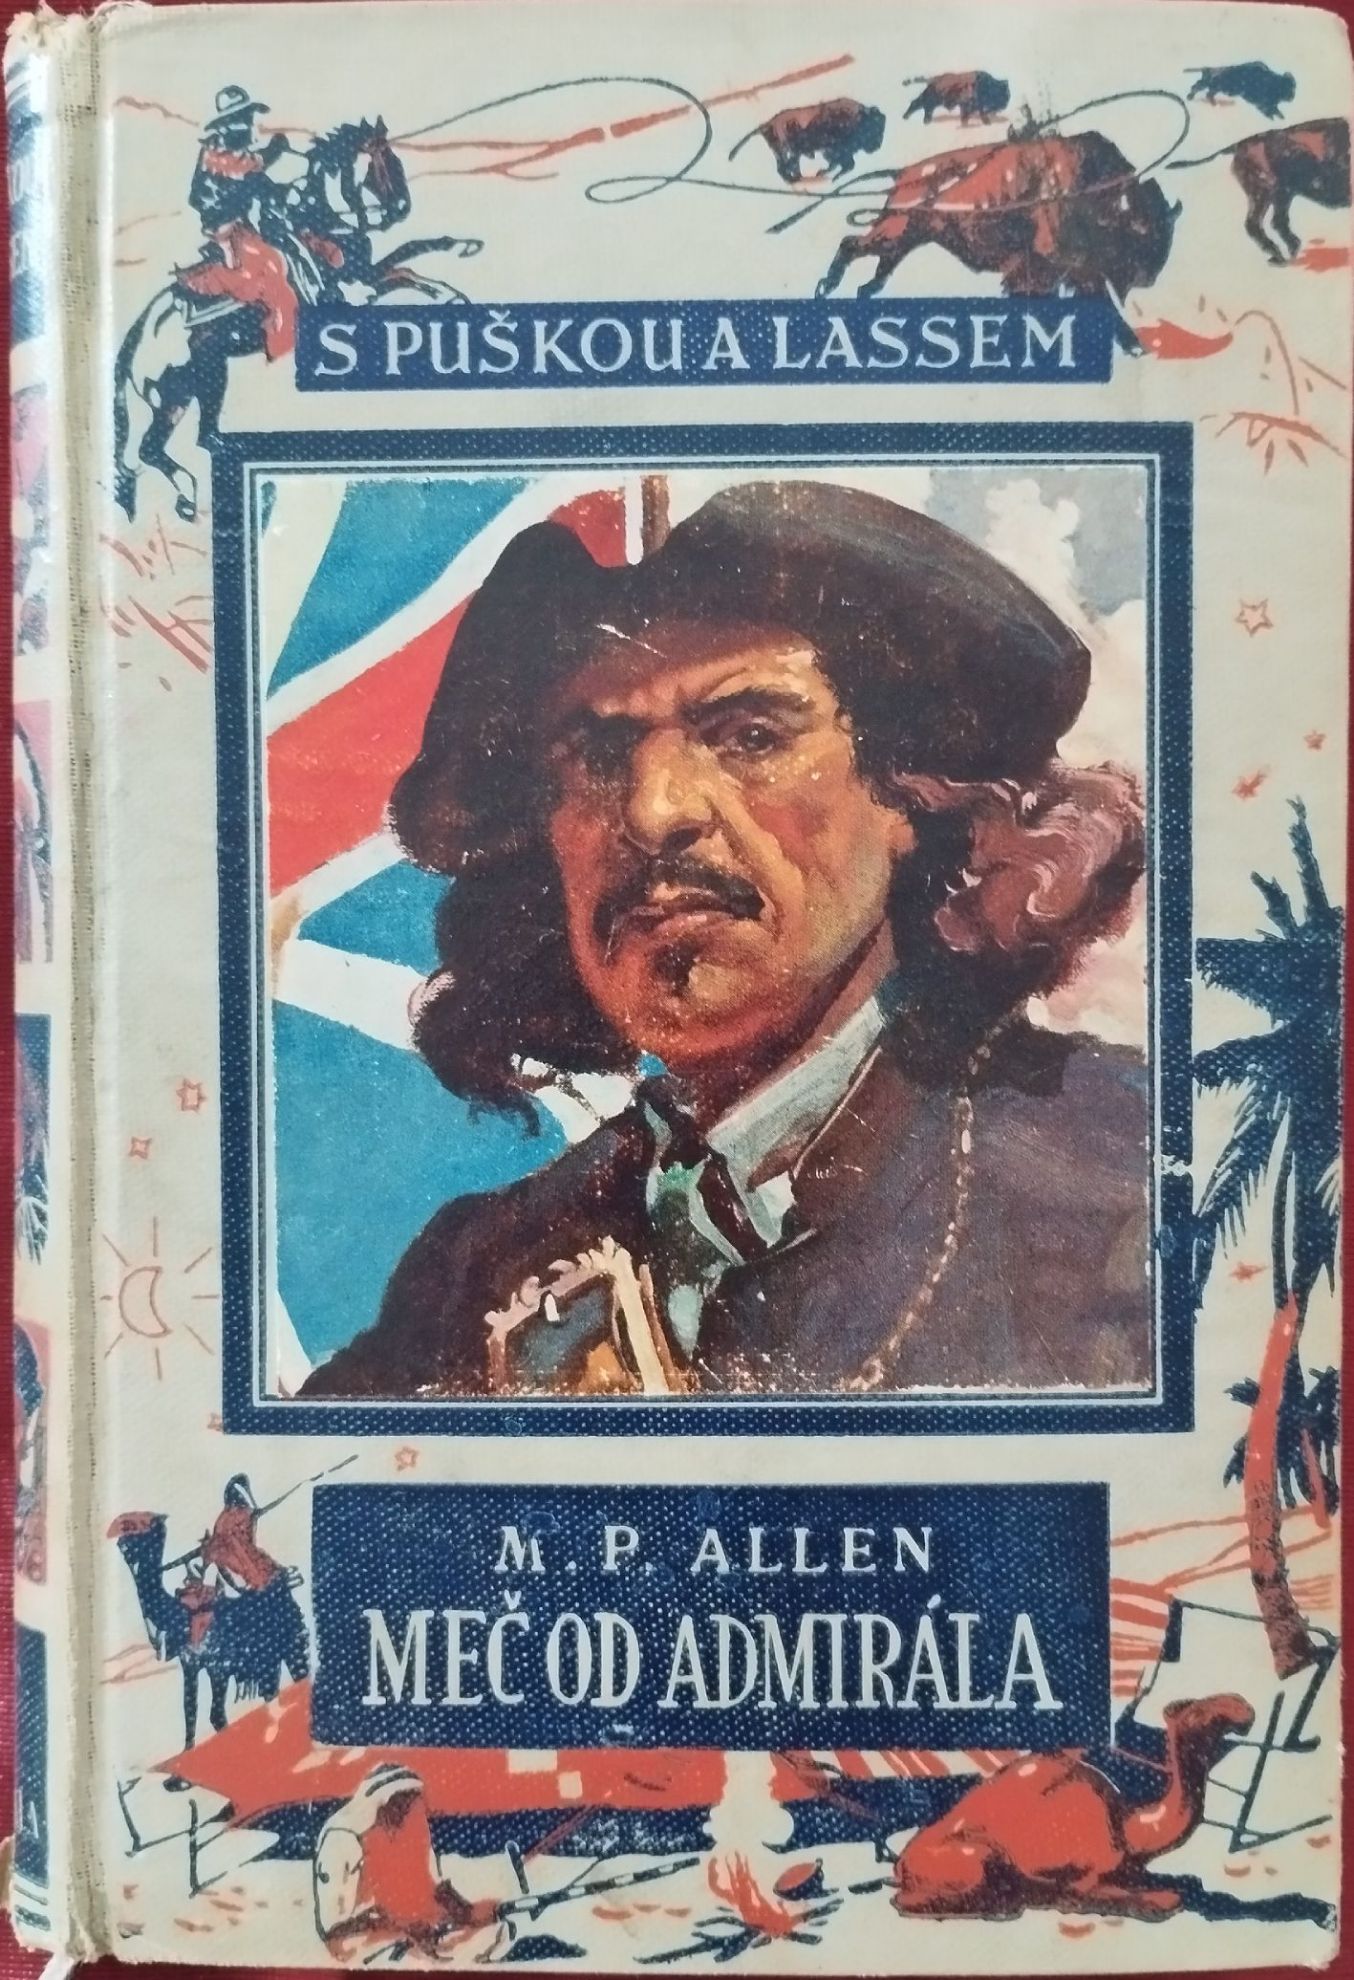 S PUŠKOU A LASSEM
M. P. ALLEN
MEČ OD ADMIRÁLA